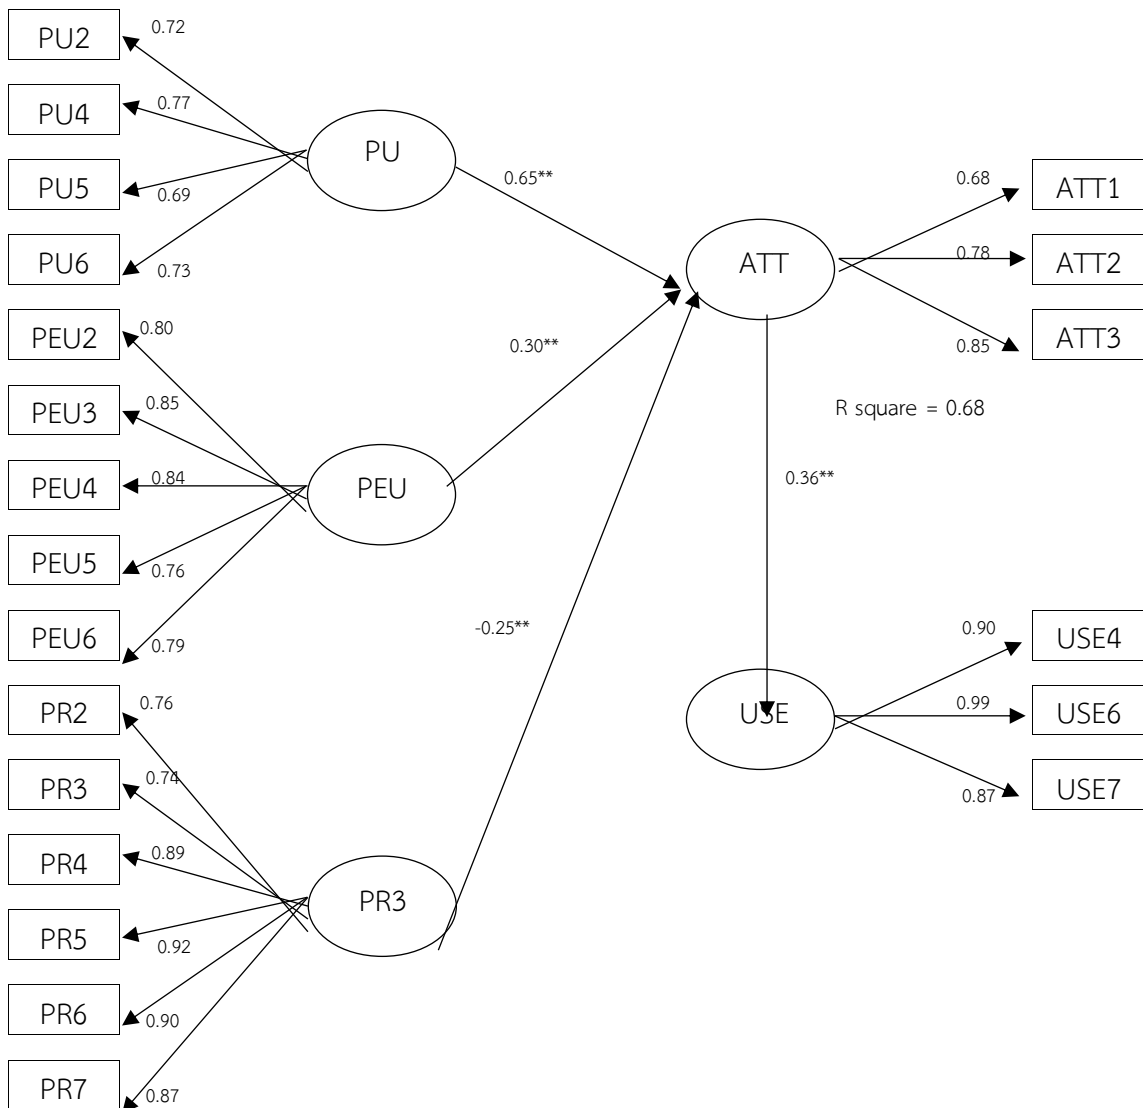 PU2
0.72
PU4
0.77
PU5
0.69
PU6
0.73
PEU2
0.80
PEU3
0.85
PEU4
0.84
PEU5
0.76
PEU6
0.79
PR2
0.76
PR3
0.74
PR4
0.89
PR5
0.92
PR6
0.90
PR7
0.87
PU
0.65**
PEU
0.30**
PR3
-0.25**
ATT
0.68
ATT1
0.78
ATT2
0.85
ATT3
R square = 0.68
0.36**
USE
0.90
USE4
0.99
USE6
0.87
USE7